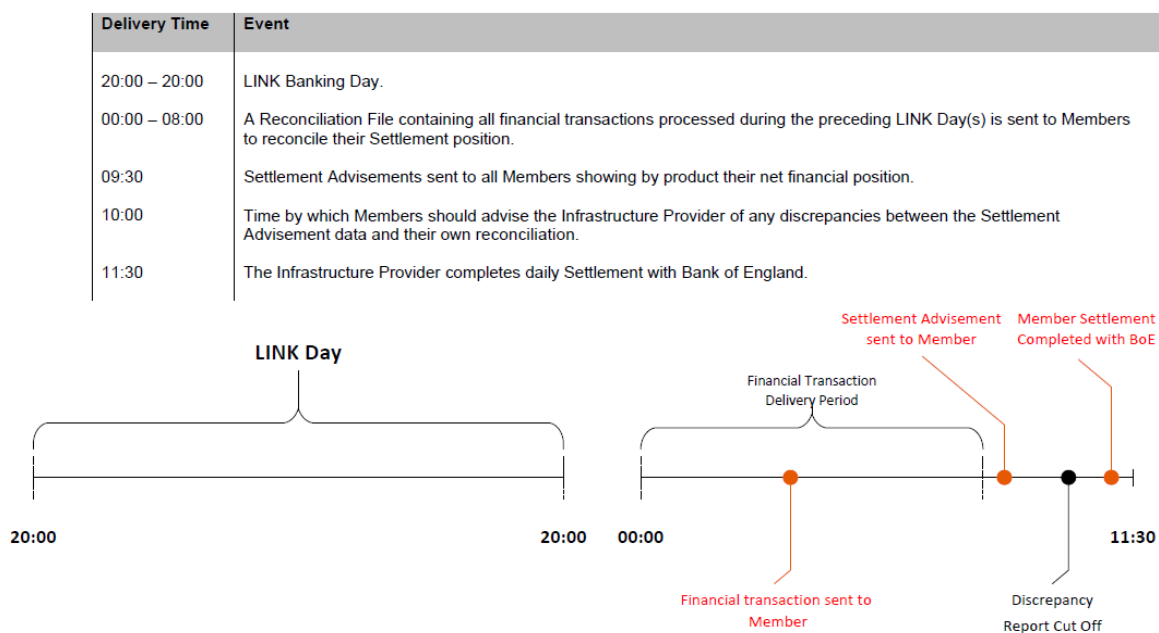 Delivery Time Event
20:00 – 20:00 LINK Banking Day.
00:00 – 08:00 A Reconciliation File containing all financial transactions processed during the preceding LINK Day(s) is sent to Members
to reconcile their Settlement position.
09:30 Settlement Advisements sent to all Members showing by product their net financial position.
10:00 Time by which Members should advise the Infrastructure Provider of any discrepancies between the Settlement
Advisement data and their own reconciliation.
11:30 The Infrastructure Provider completes daily Settlement with Bank of England.
Settlement Advisement
sent to Member
Member Settlement
Completed with BoE
LINK Day
Financial Transaction
Delivery Period
20:00
20:00
00:00
11:30
Financial transaction sent to
Member
Discrepancy
Report Cut Off